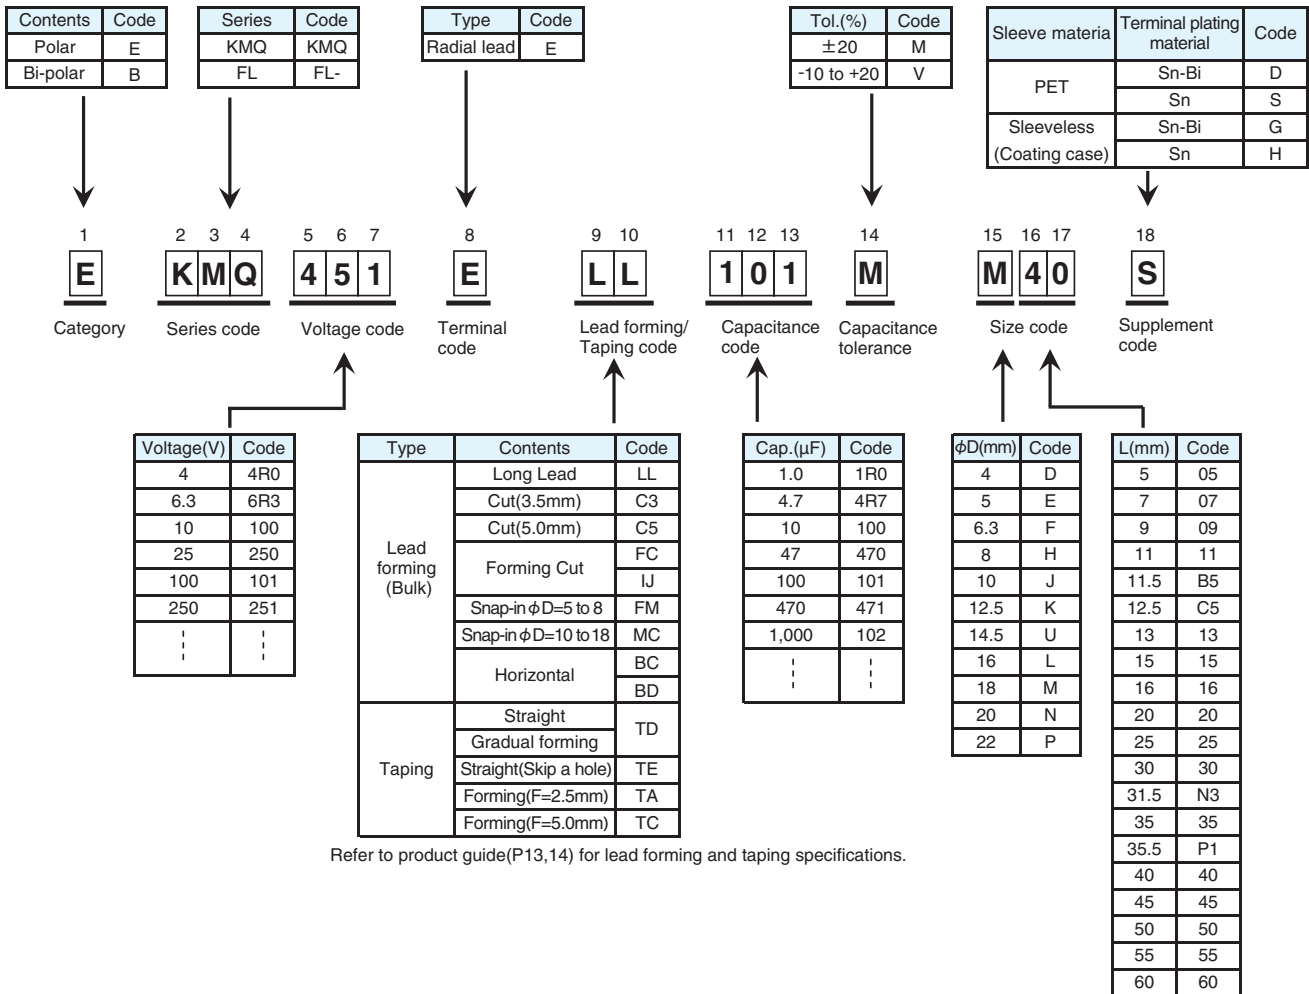 Contents Code
Polar E
Bi-polar B
Series Code
KMQ KMQ
FL FL-
Type Code
Radial lead E
Tol.(%) Code
±20 M
-10 to +20 V
Sleeve materia Terminal plating material Code
PET Sn-Bi D
Sn S
Sleeveless (Coating case) Sn-Bi G
Sn H
1 2 3 4 5 6 7 8 9 10 11 12 13 14 15 16 17 18
E K M Q 4 5 1 E L L 1 0 1 M M 4 0 S
Category
Series code
Voltage code
Terminal
code
Lead forming/
Taping code
Capacitance
code
Capacitance
tolerance
Size code
Supplement
code
Voltage(V) Code
4 4R0
6.3 6R3
10 100
25 250
100 101
250 251
Type Contents Code
Lead forming (Bulk) Long Lead LL
Cut(3.5mm) C3
Cut(5.0mm) C5
Forming Cut FC
IJ
Snap-in φD=5 to 8 FM
Snap-in φD=10 to 18 MC
Horizontal BC
BD
Taping Straight TD
Gradual forming
Straight(Skip a hole) TE
Forming(F=2.5mm) TA
Forming(F=5.0mm) TC
Cap.(μF) Code
1.0 1R0
4.7 4R7
10 100
47 470
100 101
470 471
1,000 102
φD(mm) Code
4 D
5 E
6.3 F
8 H
10 J
12.5 K
14.5 U
16 L
18 M
20 N
22 P
L(mm) Code
5 05
7 07
9 09
11 11
11.5 B5
12.5 C5
13 13
15 15
16 16
20 20
25 25
30 30
31.5 N3
35 35
35.5 P1
40 40
45 45
50 50
55 55
60 60
Refer to product guide(P13,14) for lead forming and taping specifications.